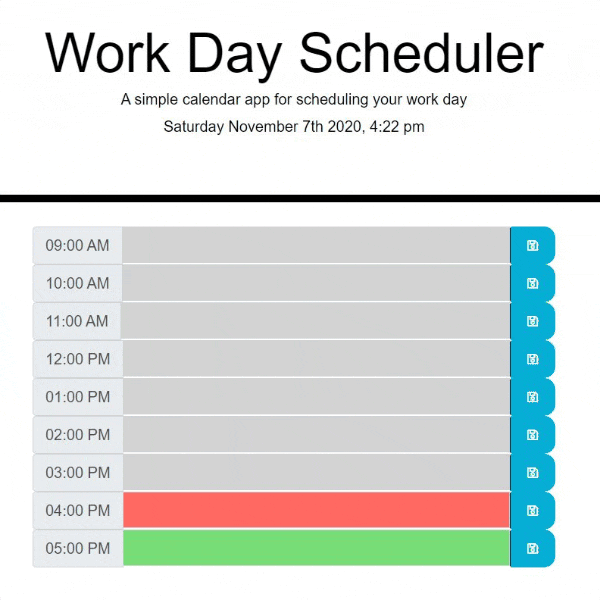 Work Day Scheduler
A simple calendar app for scheduling your work day
Saturday November 7th 2020, 4:22 pm
09:00 AM
10:00 AM
11:00 AM
12:00 PM
01:00 PM
02:00 PM
03:00 PM
04:00 PM
05:00 PM